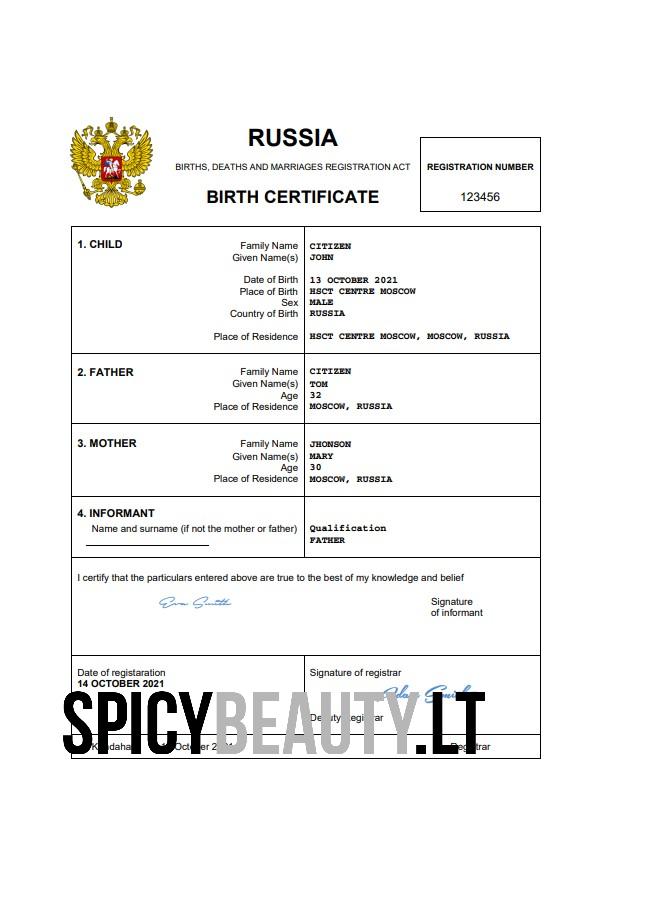 RUSSIA
BIRTHS, DEATHS AND MARRIAGES REGISTRATION ACT
BIRTH CERTIFICATE
REGISTRATION NUMBER
123456
1. CHILD
Family Name CITIZEN
Given Name(s) JOHN
Date of Birth 13 OCTOBER 2021
Place of Birth HSCT CENTRE MOSCOW
Sex MALE
Country of Birth RUSSIA
Place of Residence HSCT CENTRE MOSCOW, MOSCOW, RUSSIA
2. FATHER
Family Name CITIZEN
Given Name(s) TOM
Age 32
Place of Residence MOSCOW, RUSSIA
3. MOTHER
Family Name JHONSON
Given Name(s) MARY
Age 30
Place of Residence MOSCOW, RUSSIA
4. INFORMANT
Name and surname (if not the mother or father) Qualification
FATHER
I certify that the particulars entered above are true to the best of my knowledge and belief
Eva Smith Signature
of informant
Date of registaration Signature of registrar
14 OCTOBER 2021
Deputy Registrar
SPICYBEAUTY.LT
October Registrar